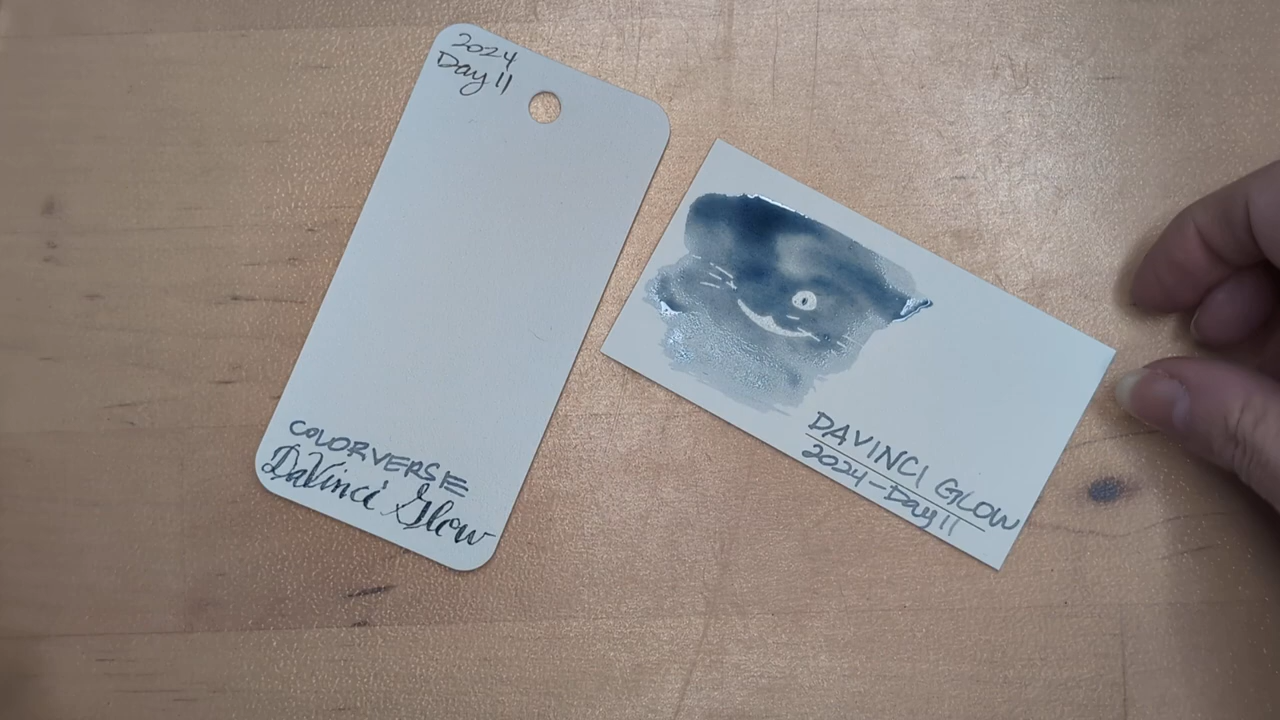 2024
Day 11
COLORVERSE
DaVinci Glow
DAVINCI GLOW
2024-Day 11